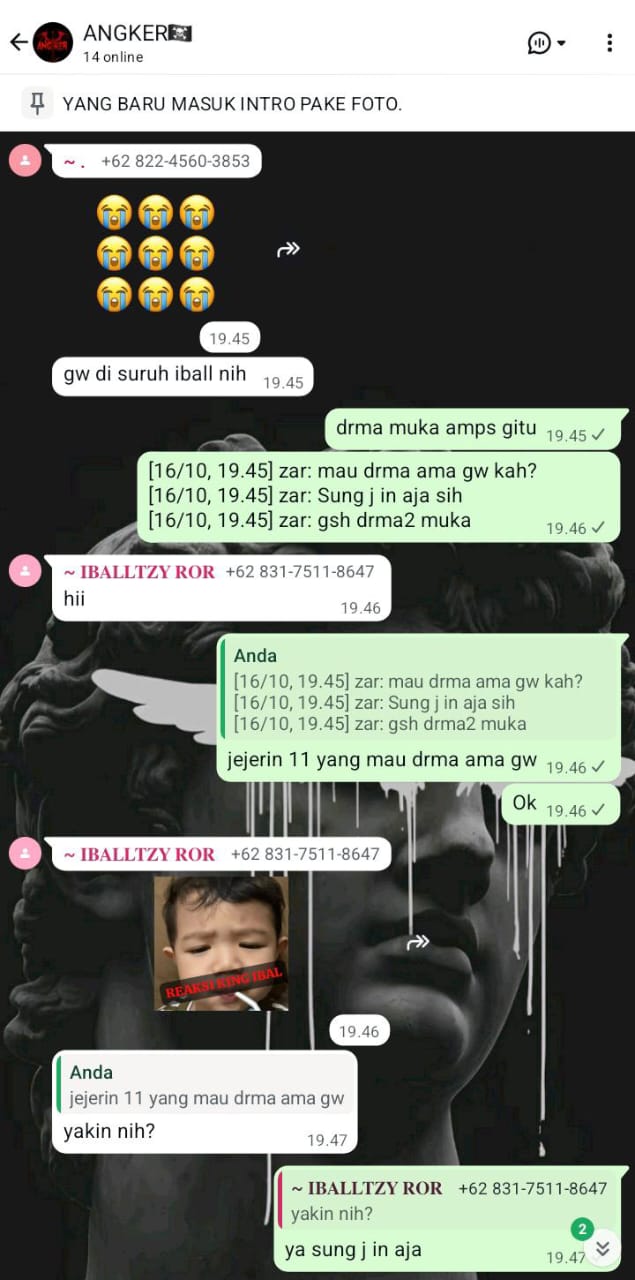 ANGKER🏴‍☠️
14 online
YANG BARU MASUK INTRO PAKE FOTO.
~ . +62 822-4560-3853
😭😭😭
😭😭😭
😭😭😭
19.45
gw di suruh iball nih 19.45
drma muka amps gitu 19.45
[16/10, 19.45] zar: mau drma ama gw kah?
[16/10, 19.45] zar: Sung j in aja sih
[16/10, 19.45] zar: gsh drma2 muka
19.46
~ IBALLTZY ROR +62 831-7511-8647
hii
19.46
Anda
[16/10, 19.45] zar: mau drma ama gw kah?
[16/10, 19.45] zar: Sung j in aja sih
[16/10, 19.45] zar: gsh drma2 muka
jejerin 11 yang mau drma ama gw 19.46
Ok 19.46
~ IBALLTZY ROR +62 831-7511-8647
REAKSI KING IBAL
19.46
Anda
jejerin 11 yang mau drma ama gw
yakin nih?
19.47
~ IBALLTZY ROR +62 831-7511-8647
yakin nih?
2
ya sung j in aja
19.47